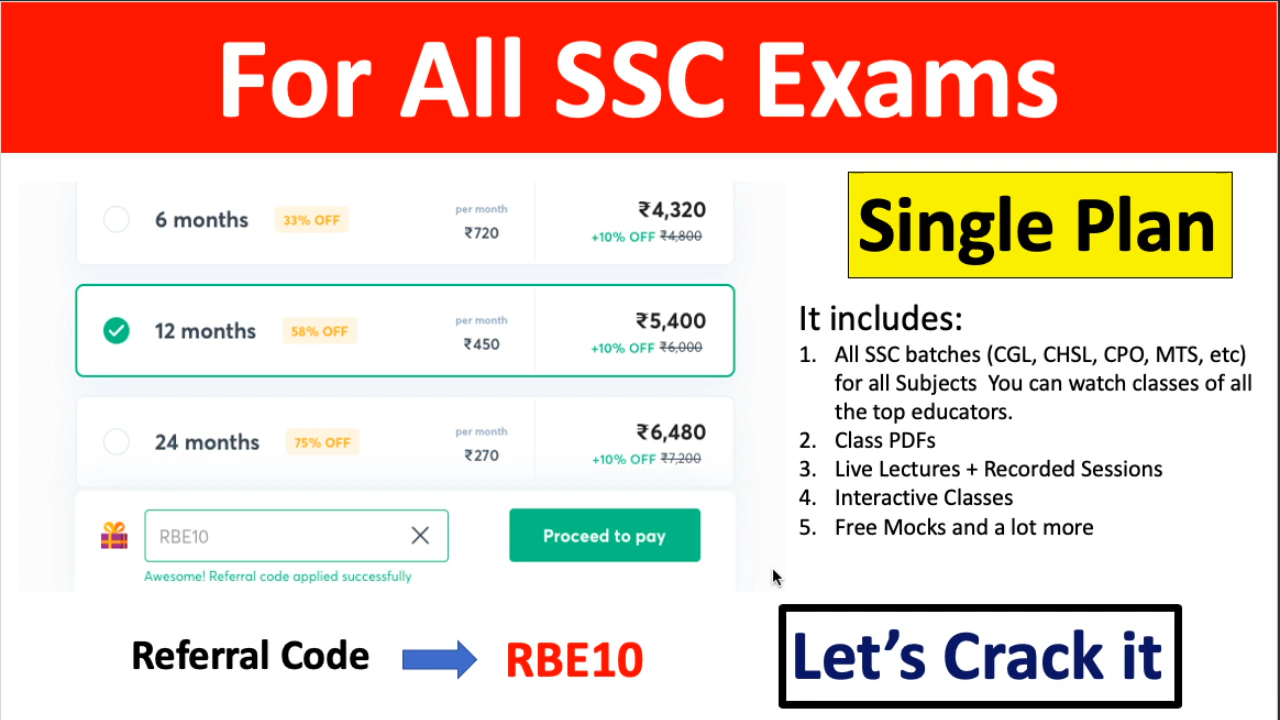 For All SSC Exams
6 months 33% OFF per month ₹720 ₹4,320 +10% OFF ₹4,800
12 months 58% OFF per month ₹450 ₹5,400 +10% OFF ₹6,000
24 months 75% OFF per month ₹270 ₹6,480 +10% OFF ₹7,200
RBE10
Proceed to pay
Awesome! Referral code applied successfully
Single Plan
It includes:
1. All SSC batches (CGL, CHSL, CPO, MTS, etc)
for all Subjects You can watch classes of all
the top educators.
2. Class PDFs
3. Live Lectures + Recorded Sessions
4. Interactive Classes
5. Free Mocks and a lot more
Referral Code RBE10
Let's Crack it